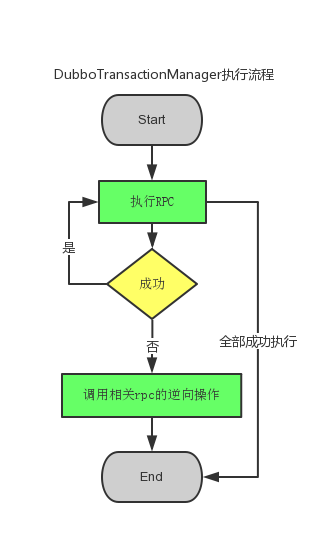 DubboTransactionManager执行流程
Start
执行RPC
是
成功
否
全部成功执行
调用相关rpc的逆向操作
End